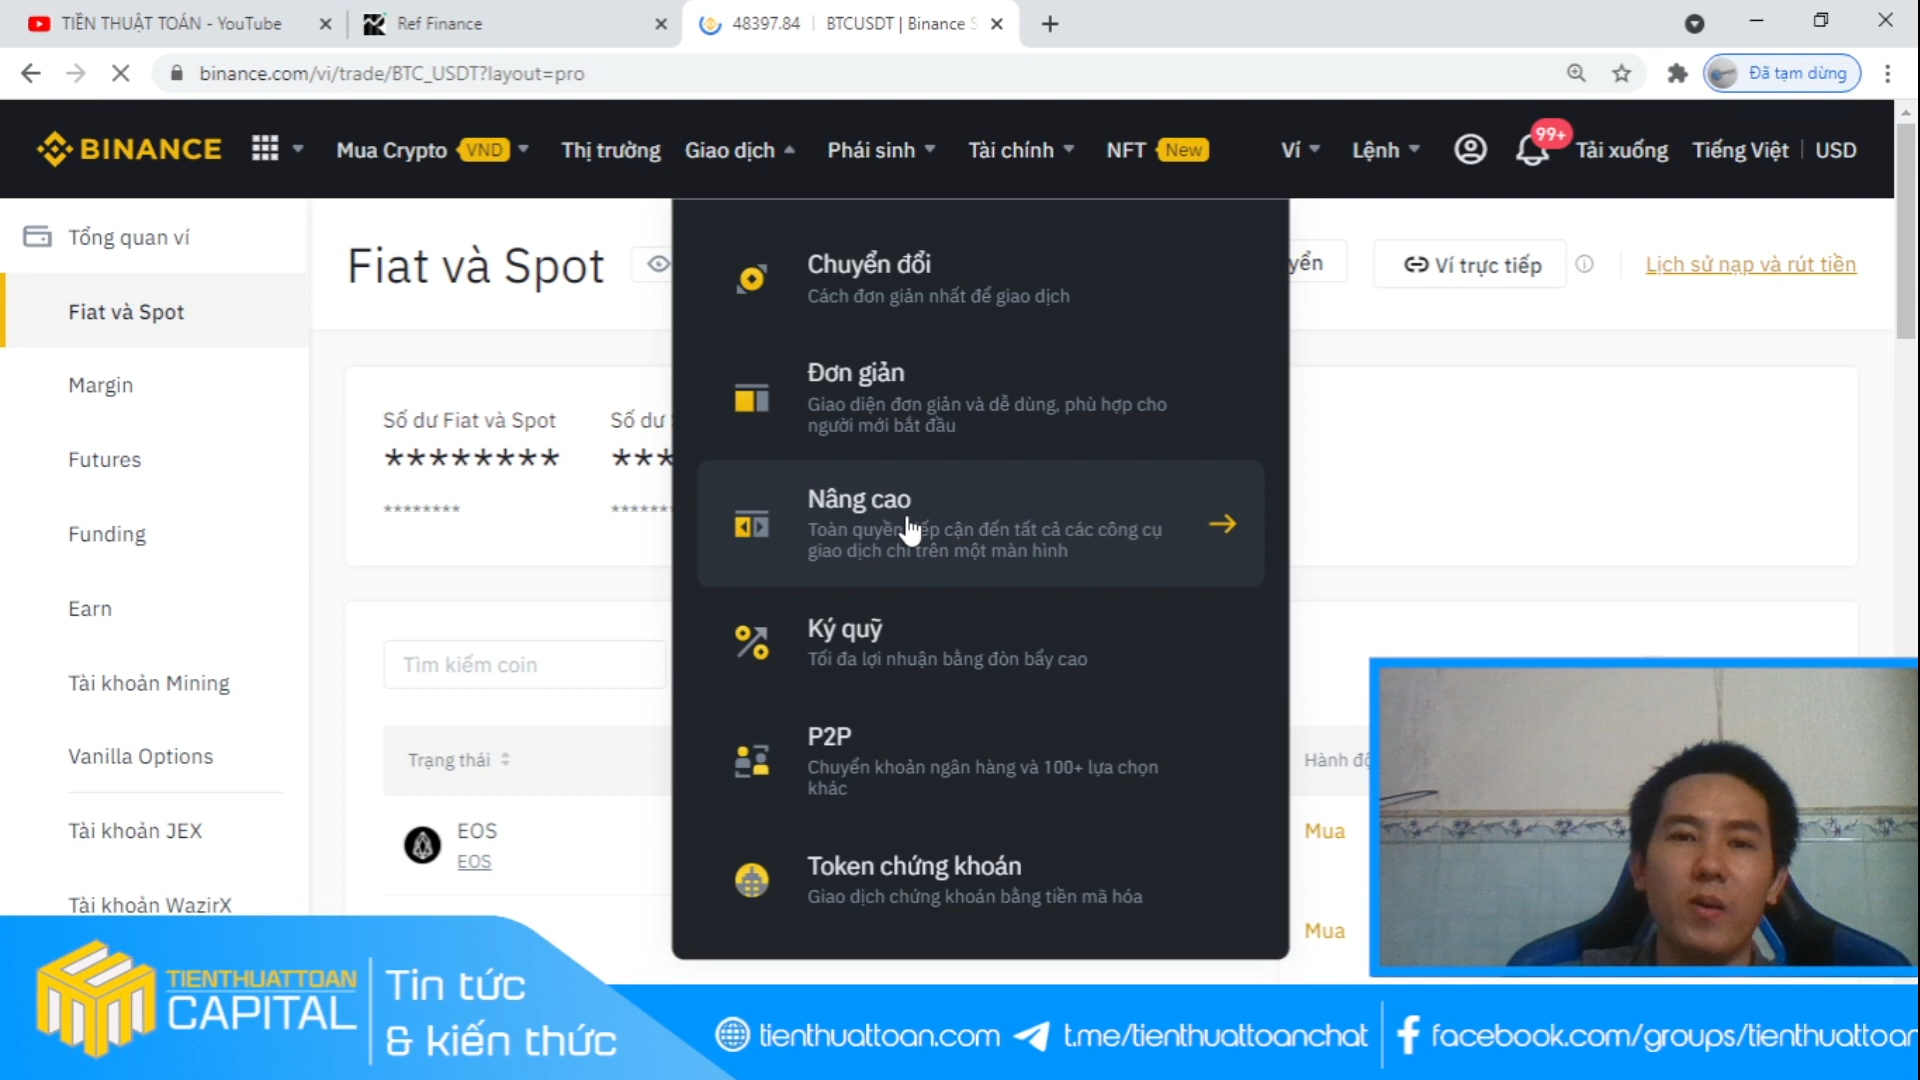 TIỀN THUẬT TOÁN - YouTube
Ref Finance
48397.84 | BTCUSDT | Binance S
binance.com/vi/trade/BTC_USDT?layout=pro
Đã tạm dừng
BINANCE
Mua Crypto VND
Thị trường
Giao dịch
Phái sinh
Tài chính
NFT New
Ví
Lệnh
99+
Tải xuống
Tiếng Việt
USD
Tổng quan ví
Fiat và Spot
Margin
Futures
Funding
Earn
Tài khoản Mining
Vanilla Options
Tài khoản JEX
Tài khoản WazirX
Fiat và Spot
yển
Ví trực tiếp
Lịch sử nạp và rút tiền
Số dư Fiat và Spot
********
********
Số dư
***
Tìm kiếm coin
Trạng thái
EOS
EOS
Chuyển đổi
Cách đơn giản nhất để giao dịch
Đơn giản
Giao diện đơn giản và dễ dùng, phù hợp cho
người mới bắt đầu
Nâng cao
Toàn quyền cận đến tất cả các công cụ
giao dịch chỉ trên một màn hình
Ký quỹ
Tối đa lợi nhuận bằng đòn bẩy cao
P2P
Chuyển khoản ngân hàng và 100+ lựa chọn
khác
Token chứng khoán
Giao dịch chứng khoán bằng tiền mã hóa
Hành độ
Mua
Mua
TIENTHUATTOAN
CAPITAL
Tin tức
& kiến thức
tienthuattoan.com
t.me/tienthuattoanchat
facebook.com/groups/tienthuattoan